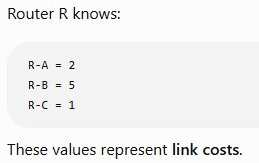 Router R knows:
R-A = 2
R-B = 5
R-C = 1
These values represent link costs.